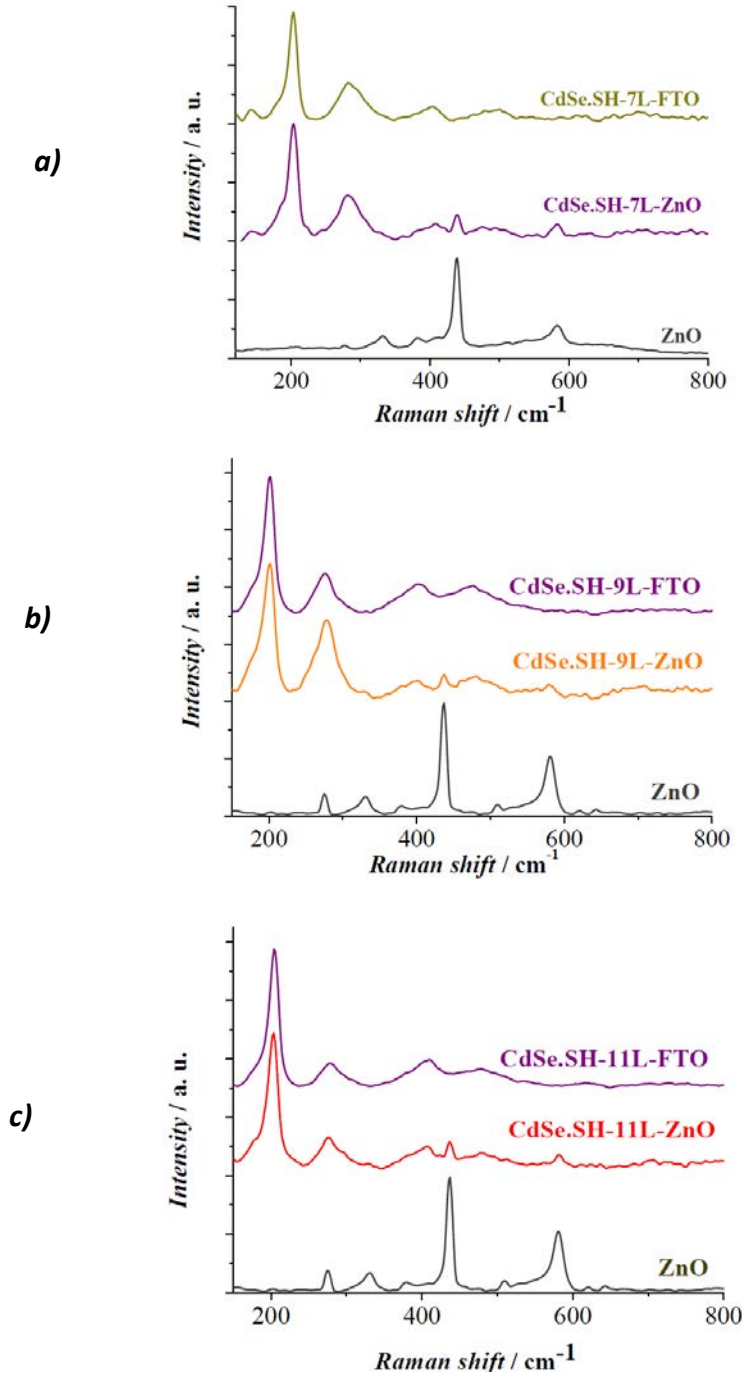 a)
Intensity / a. u.
CdSe.SH-7L-FTO
CdSe.SH-7L-ZnO
ZnO
200 400 600 800
Raman shift / cm-1
b)
Intensity / a. u.
CdSe.SH-9L-FTO
CdSe.SH-9L-ZnO
ZnO
200 400 600 800
Raman shift / cm-1
c)
Intensity / a. u.
CdSe.SH-11L-FTO
CdSe.SH-11L-ZnO
ZnO
200 400 600 800
Raman shift / cm-1